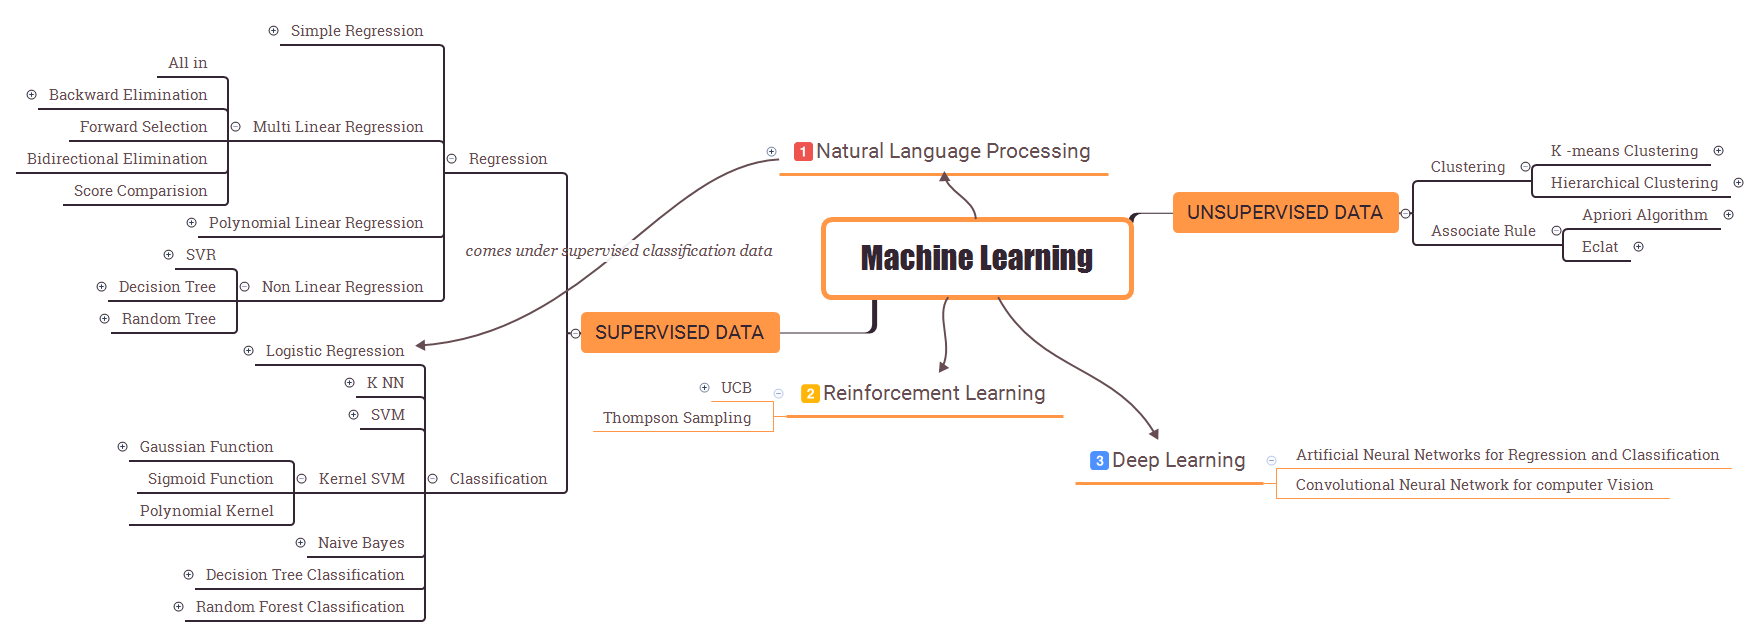 Simple Regression
All in
Backward Elimination
Forward Selection
Multi Linear Regression
Bidirectional Elimination
Score Comparision
Regression
Polynomial Linear Regression
SVR
Decision Tree
Non Linear Regression
Random Tree
comes under supervised classification data
SUPERVISED DATA
Logistic Regression
K NN
SVM
Gaussian Function
Sigmoid Function
Kernel SVM
Polynomial Kernel
Classification
Naive Bayes
Decision Tree Classification
Random Forest Classification
1 Natural Language Processing
Machine Learning
UCB
Thompson Sampling
2 Reinforcement Learning
3 Deep Learning
Artificial Neural Networks for Regression and Classification
Convolutional Neural Network for computer Vision
UNSUPERVISED DATA
Clustering
K -means Clustering
Hierarchical Clustering
Associate Rule
Apriori Algorithm
Eclat